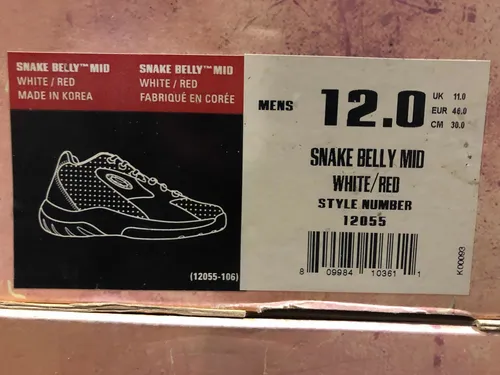 SNAKE BELLY™ MID
WHITE / RED
MADE IN KOREA
SNAKE BELLY™ MID
WHITE / RED
FABRIQUÉ EN CORÉE
(12055-106)
MENS
12.0
UK 11.0
EUR 46.0
CM 30.0
SNAKE BELLY MID
WHITE/RED
STYLE NUMBER
12055
8 09984 10361 1
K00093